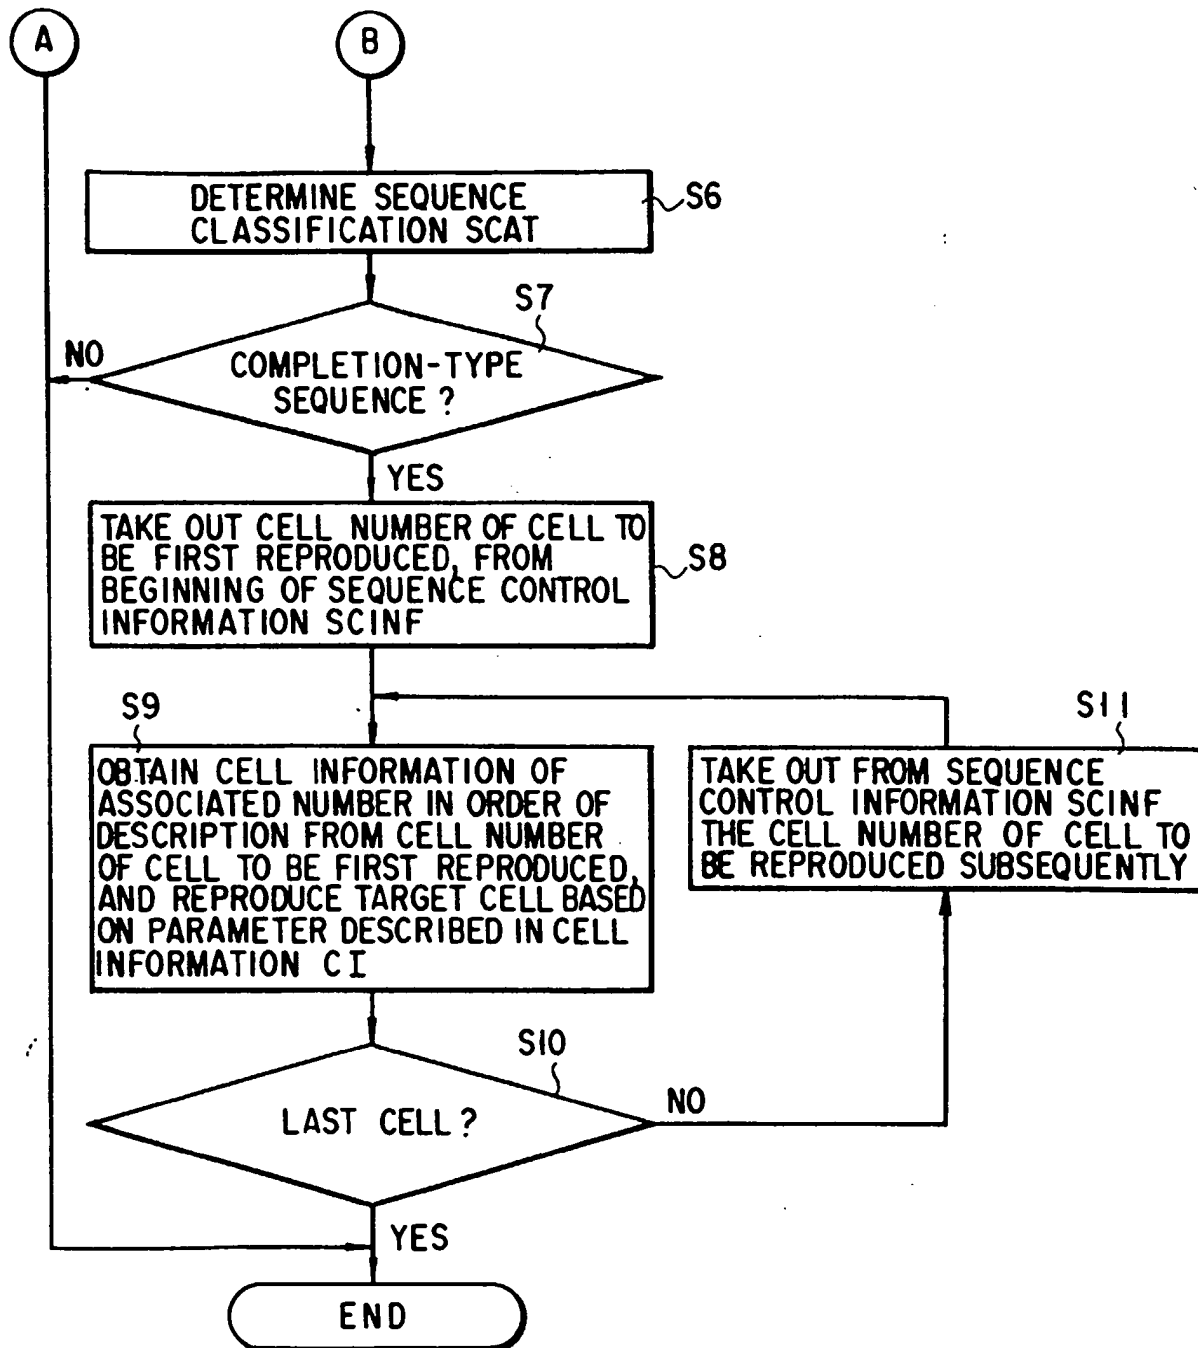 A
B
DETERMINE SEQUENCE
CLASSIFICATION SCAT
S6
S7
NO
COMPLETION-TYPE
SEQUENCE ?
YES
TAKE OUT CELL NUMBER OF CELL TO
BE FIRST REPRODUCED, FROM
BEGINNING OF SEQUENCE CONTROL
INFORMATION SCINF
S8
S9
OBTAIN CELL INFORMATION OF
ASSOCIATED NUMBER IN ORDER OF
DESCRIPTION FROM CELL NUMBER
OF CELL TO BE FIRST REPRODUCED,
AND REPRODUCE TARGET CELL BASED
ON PARAMETER DESCRIBED IN CELL
INFORMATION CI
S11
TAKE OUT FROM SEQUENCE
CONTROL INFORMATION SCINF
THE CELL NUMBER OF CELL TO
BE REPRODUCED SUBSEQUENTLY
S10
LAST CELL ?
NO
YES
END